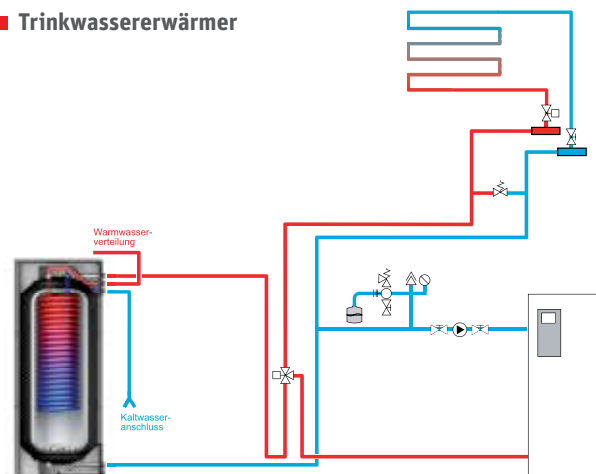 Trinkwassererwärmer
Warmwasser-
verteilung
Kaltwasser-
anschluss